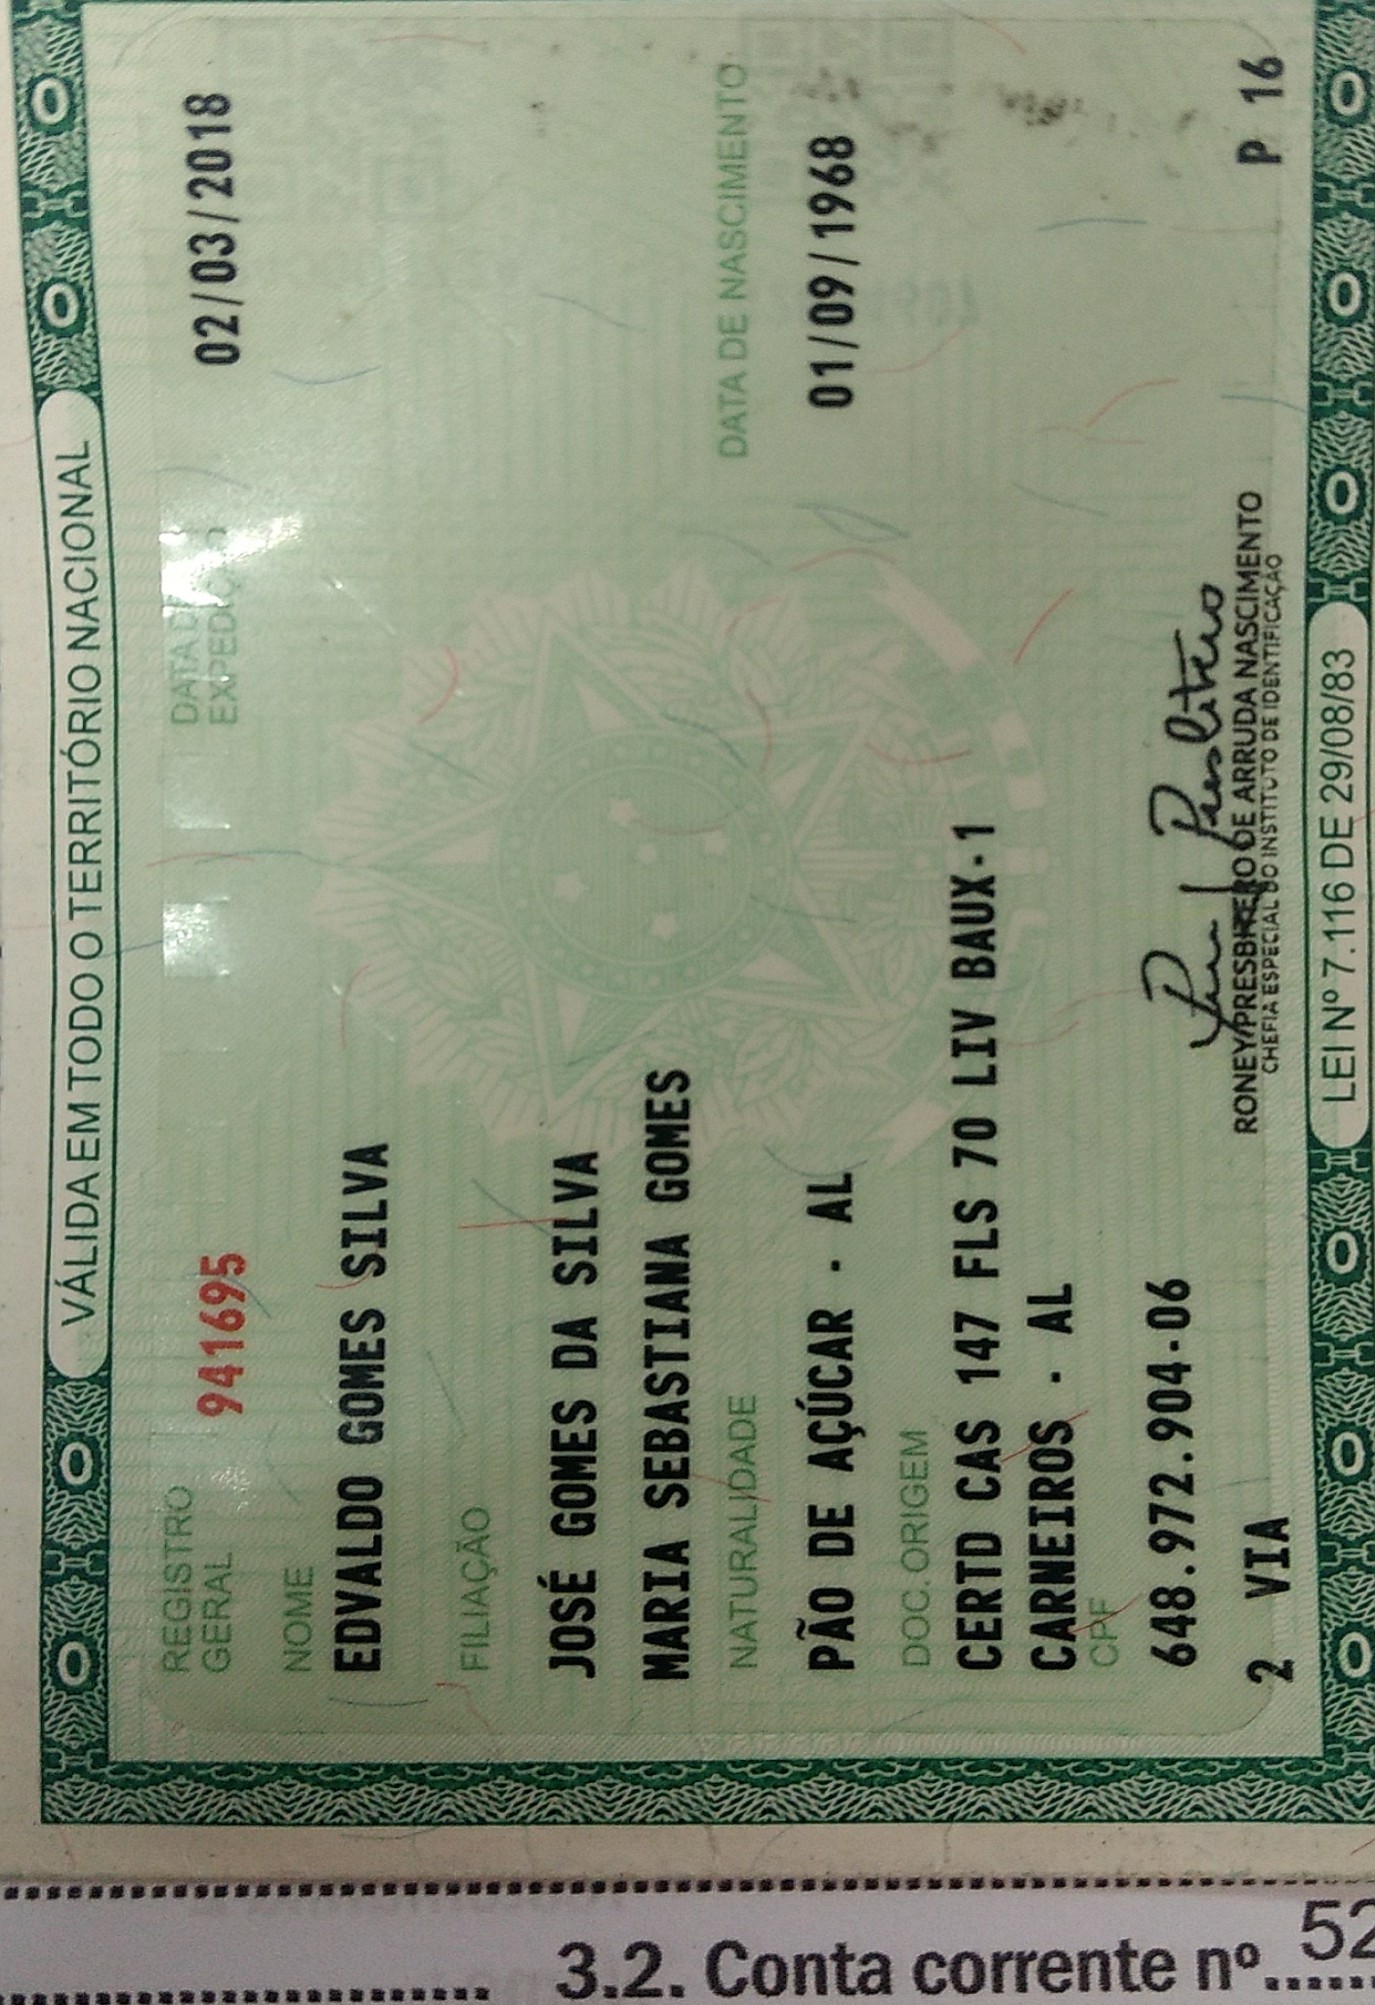 VÁLIDA EM TODO O TERRITÓRIO NACIONAL
REGISTRO GERAL 941695 DATA DE EXPEDIÇÃO 02/03/2018
NOME
EDVALDO GOMES SILVA
FILIAÇÃO
JOSÉ GOMES DA SILVA
MARIA SEBASTIANA GOMES
NATURALIDADE DATA DE NASCIMENTO
PÃO DE AÇÚCAR . AL 01/09/1968
DOC. ORIGEM
CERTD CAS 147 FLS 70 LIV BAUX-1
CARNEIROS . AL
CPF
648.972.904-06
2 VIA P 16
RONEY PRESBITERO DE ARRUDA NASCIMENTO
CHEFIA ESPECIAL DO INSTITUTO DE IDENTIFICAÇÃO
LEI Nº 7.116 DE 29/08/83
3.2. Conta corrente nº 52